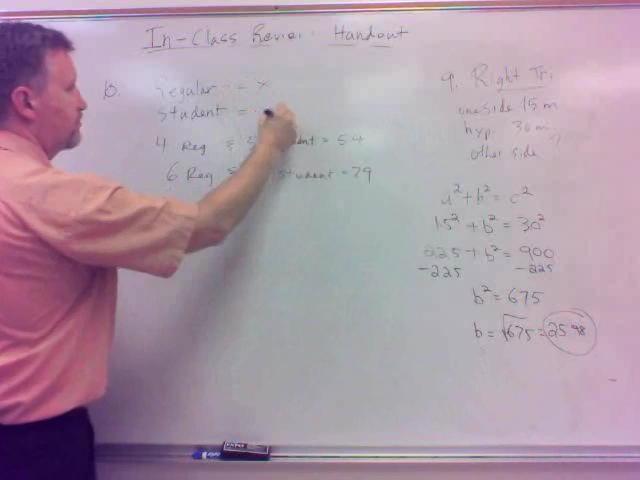 In-Class Review Handout
10. Regular = x
Student =
4 Reg & student = 54
6 Reg & student = 79
9. Right Tri:
one side 15 m
hyp. 30 m
other side
a² + b² = c²
15² + b² = 30²
225 + b² = 900
-225 -225
b² = 675
b = √675 = 25.98